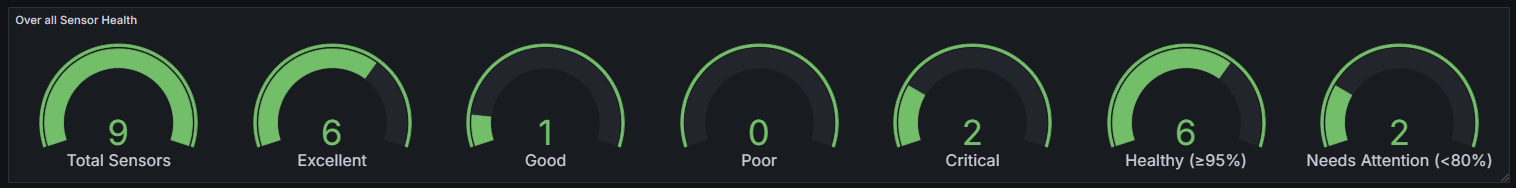 Over all Sensor Health
9 6 1 0 2 6 2
Total Sensors Excellent Good Poor Critical Healthy (≥95%) Needs Attention (<80%)